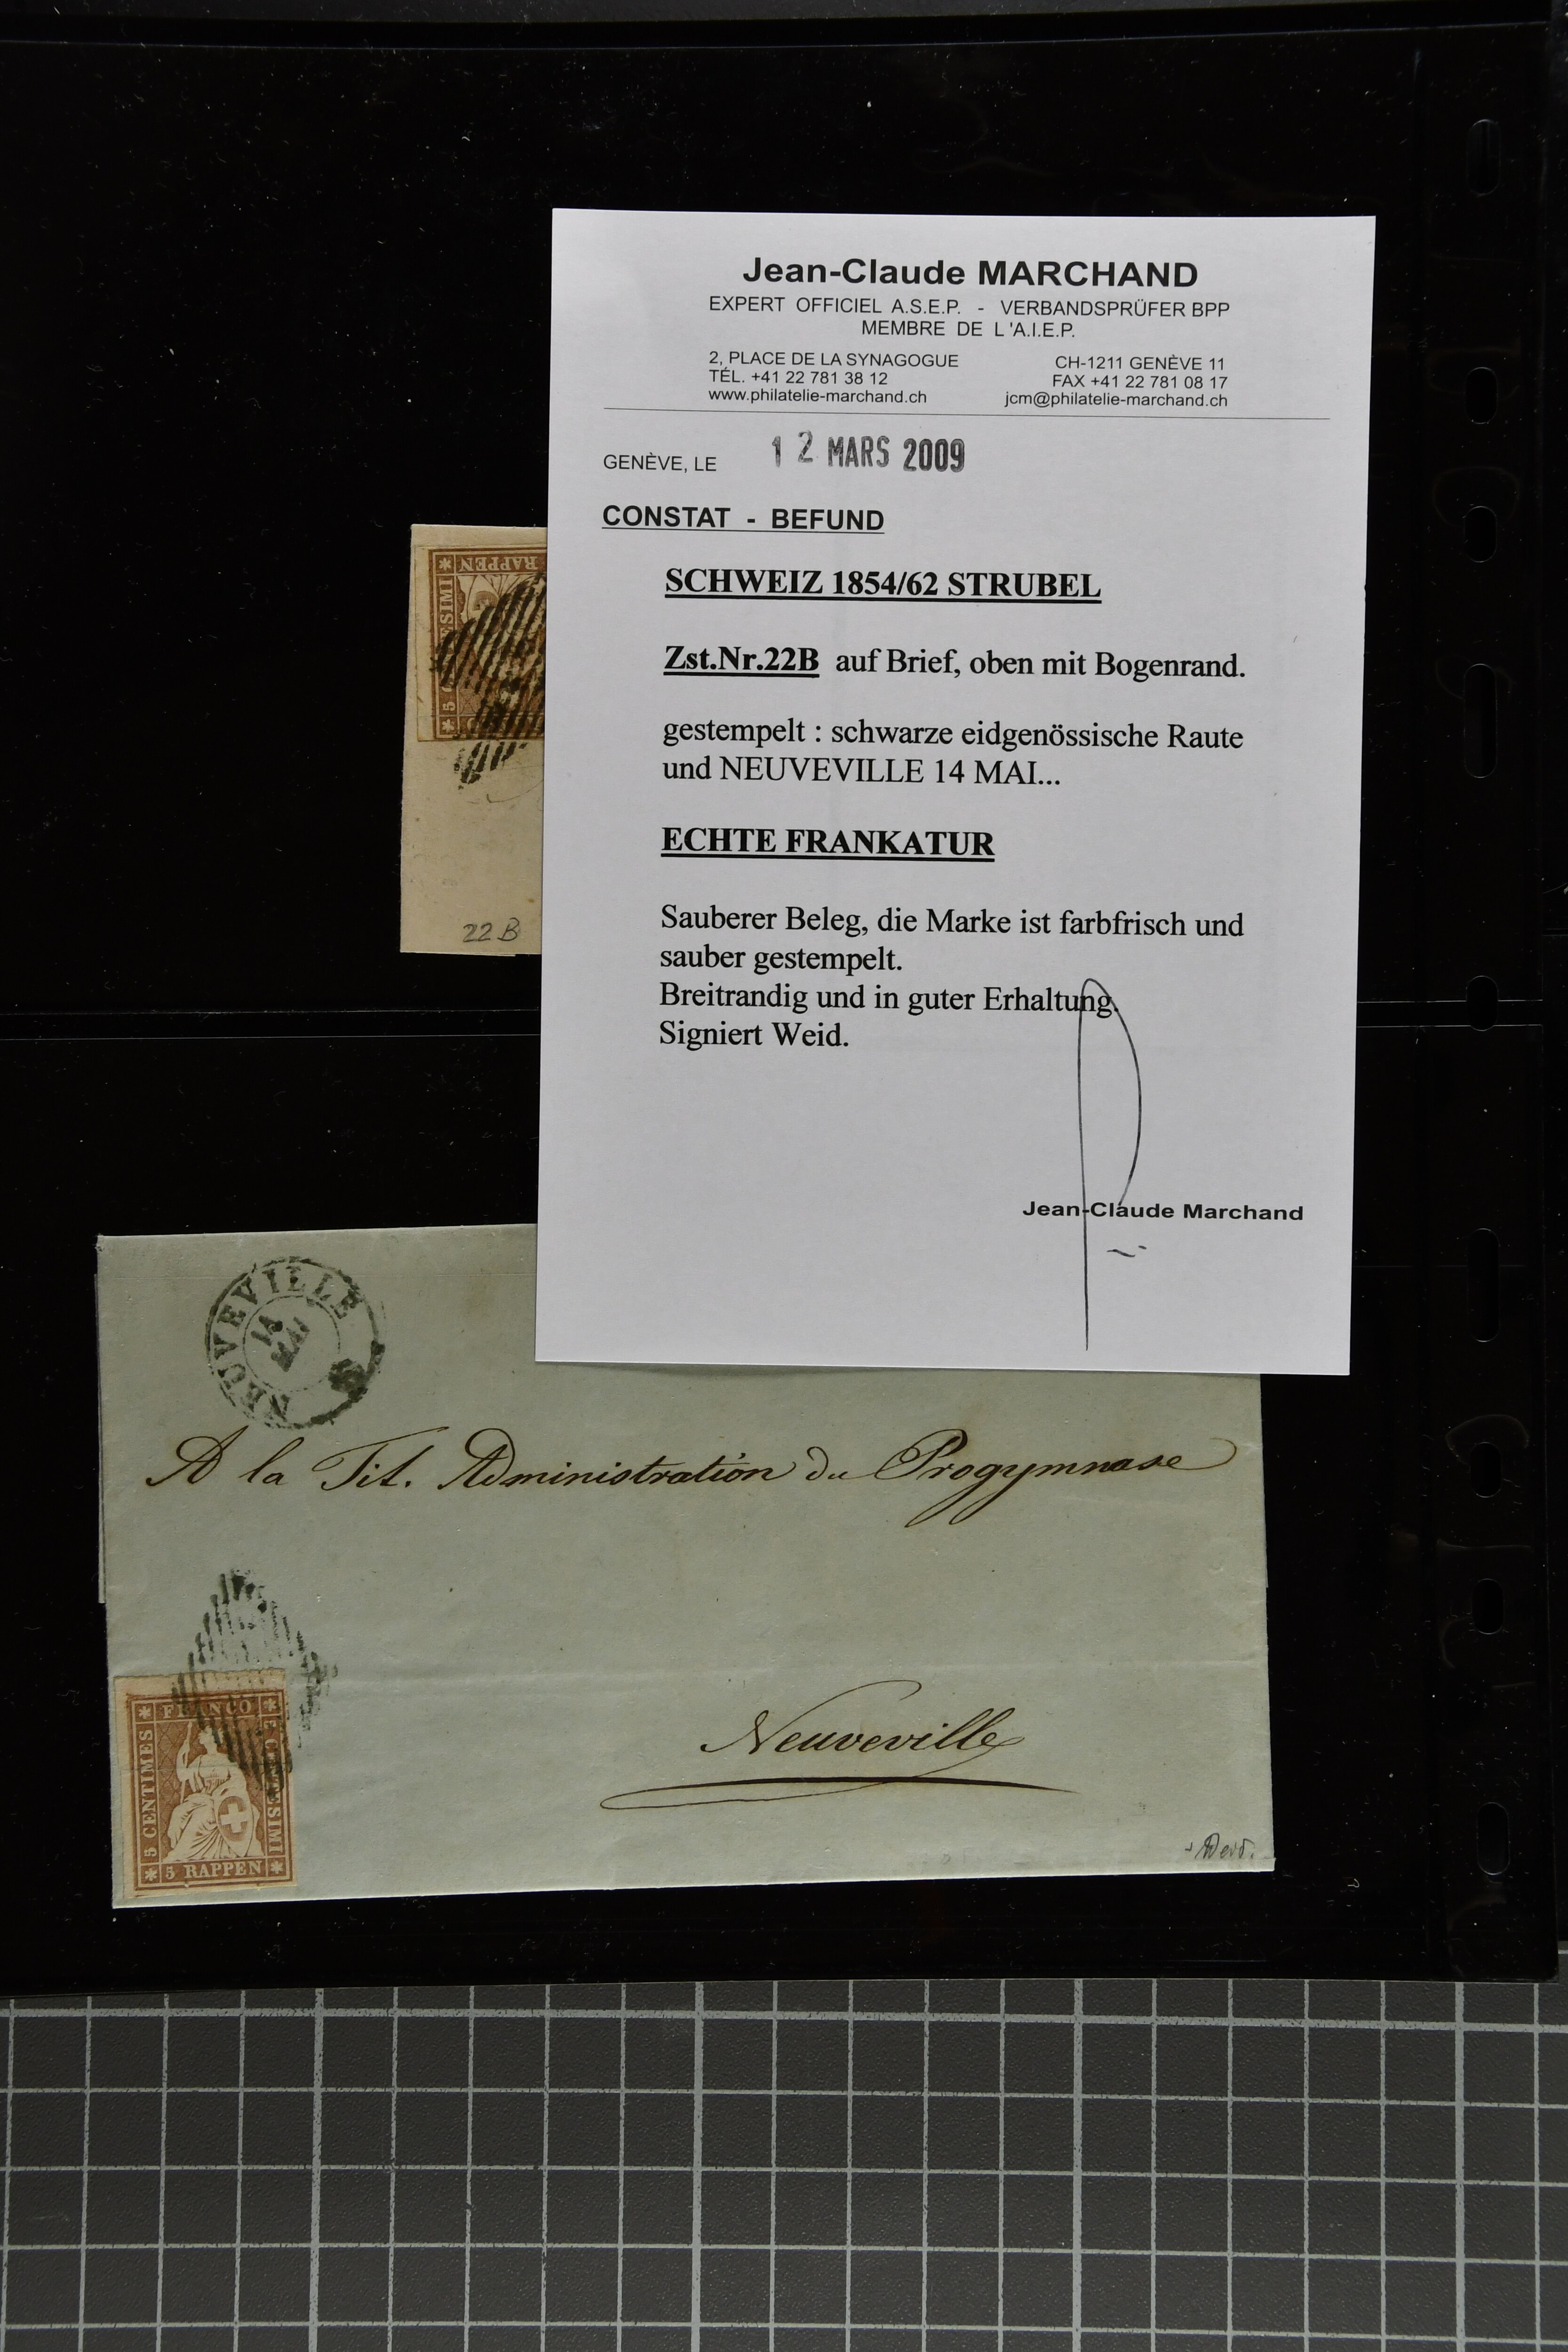 Jean-Claude MARCHAND
EXPERT OFFICIEL A.S.E.P. - VERBANDSPRÜFER BPP
MEMBRE DE L'A.I.E.P.
2, PLACE DE LA SYNAGOGUE
CH-1211 GENÈVE 11
TÉL. +41 22 781 38 12
FAX +41 22 781 08 17
www.philatelie-marchand.ch
jcm@philatelie-marchand.ch
GENÈVE, LE 12 MARS 2009
CONSTAT - BEFUND
SCHWEIZ 1854/62 STRUBEL
Zst.Nr.22B auf Brief, oben mit Bogenrand.
gestempelt : schwarze eidgenössische Raute
und NEUVEVILLE 14 MAI...
ECHTE FRANKATUR
Sauberer Beleg, die Marke ist farbfrisch und
sauber gestempelt.
Breitrandig und in guter Erhaltung.
Signiert Weid.
Jean-Claude Marchand
RAPPEN
22B
NEUVEVILLE
14
MAI
A la Tit. Administration du Progymnase
Neuveville
FRANCO
5 CENTIMES
5 RAPPEN
Weid.